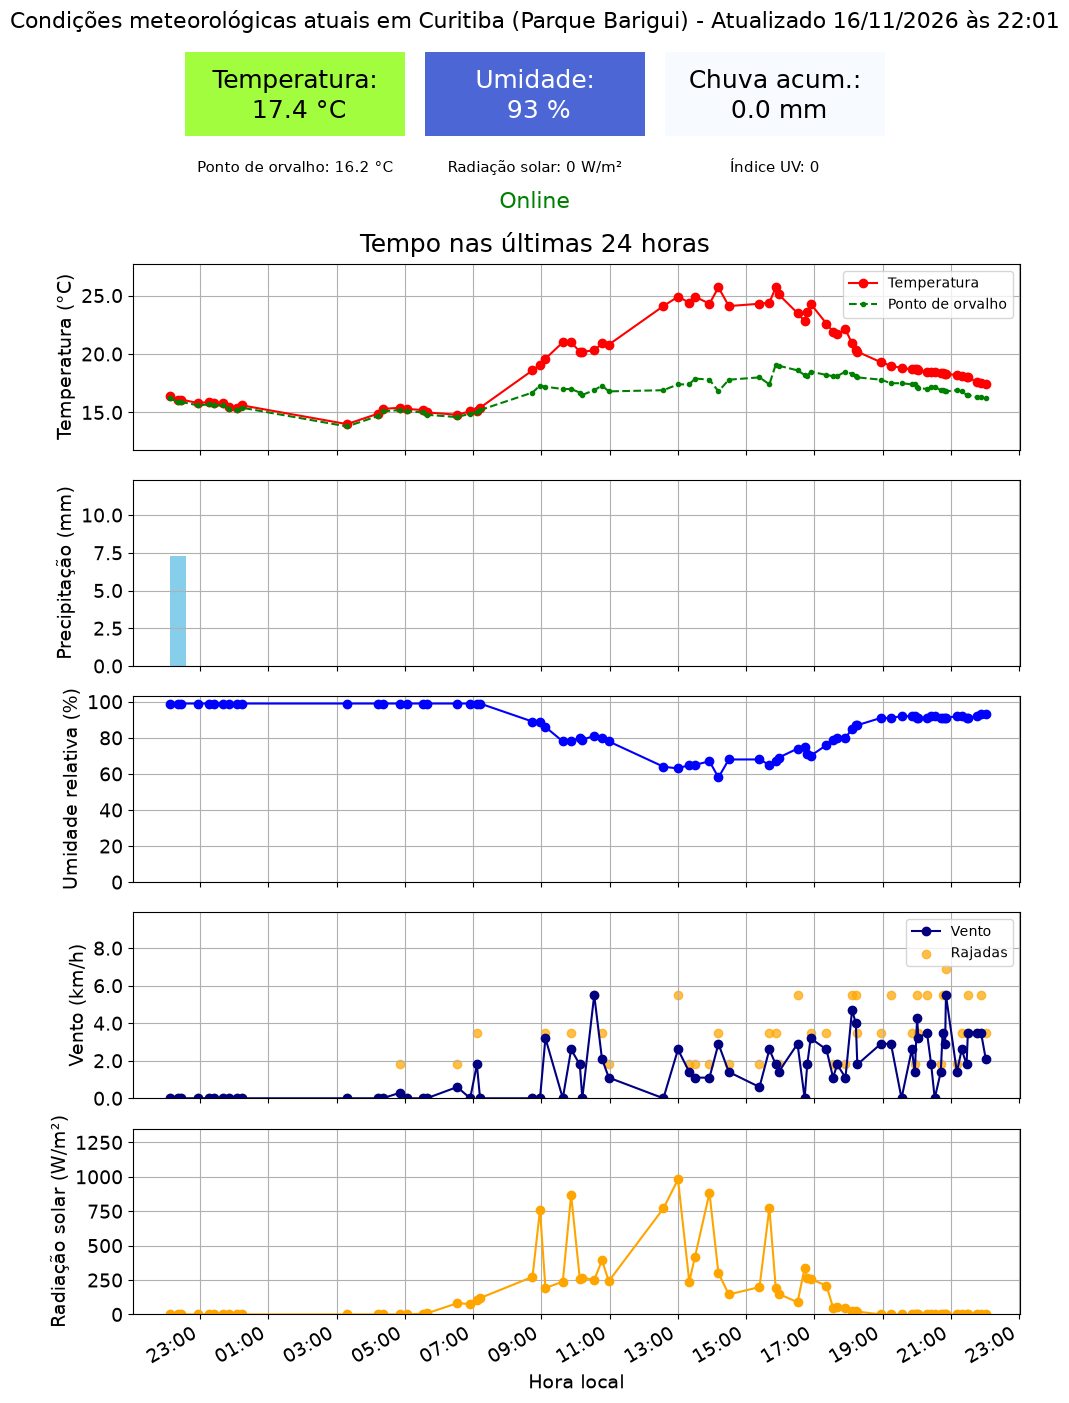 Condições meteorológicas atuais em Curitiba (Parque Barigui) - Atualizado 16/11/2026 às 22:01
Temperatura:
17.4 °C
Umidade:
93 %
Chuva acum.:
0.0 mm
Ponto de orvalho: 16.2 °C
Radiação solar: 0 W/m²
Índice UV: 0
Online
Tempo nas últimas 24 horas
Temperatura (°C)
25.0
20.0
15.0
Temperatura
Ponto de orvalho
Precipitação (mm)
10.0
7.5
5.0
2.5
0.0
Umidade relativa (%)
100
80
60
40
20
0
Vento (km/h)
8.0
6.0
4.0
2.0
0.0
Vento
Rajadas
Radiação solar (W/m²)
1250
1000
750
500
250
0
23:00
01:00
03:00
05:00
07:00
09:00
11:00
13:00
15:00
17:00
19:00
21:00
23:00
Hora local